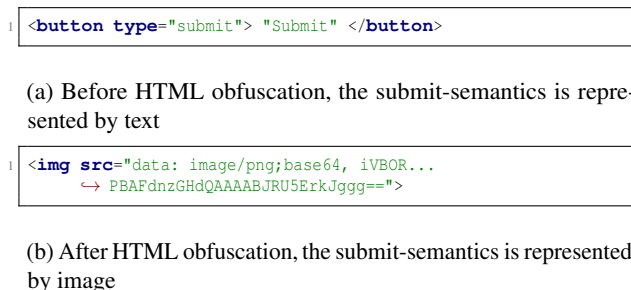 1 <button type="submit"> "Submit" </button>
(a) Before HTML obfuscation, the submit-semantics is repre-
sented by text
1 <img src="data: image/png;base64, iVBOR...
↪ PBAFdnzGHdQAAAABJRU5ErkJggg==">
(b) After HTML obfuscation, the submit-semantics is represented
by image